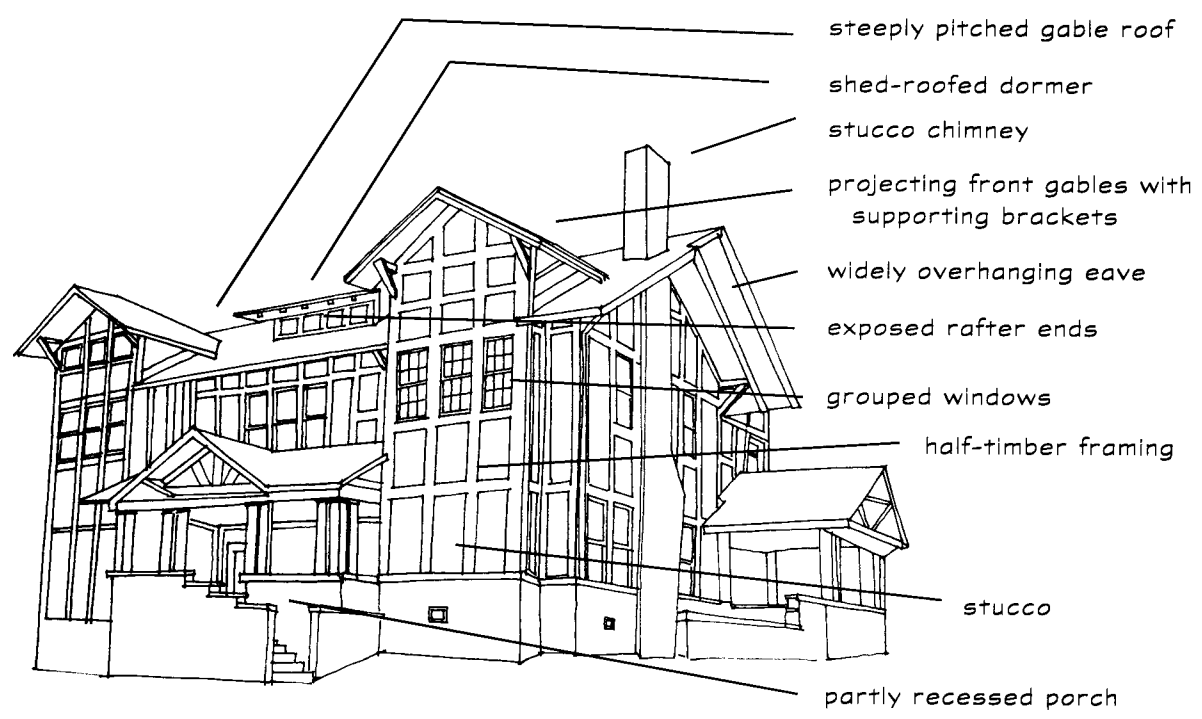 steeply pitched gable roof
shed-roofed dormer
stucco chimney
projecting front gables with
supporting brackets
widely overhanging eave
exposed rafter ends
grouped windows
half-timber framing
stucco
partly recessed porch